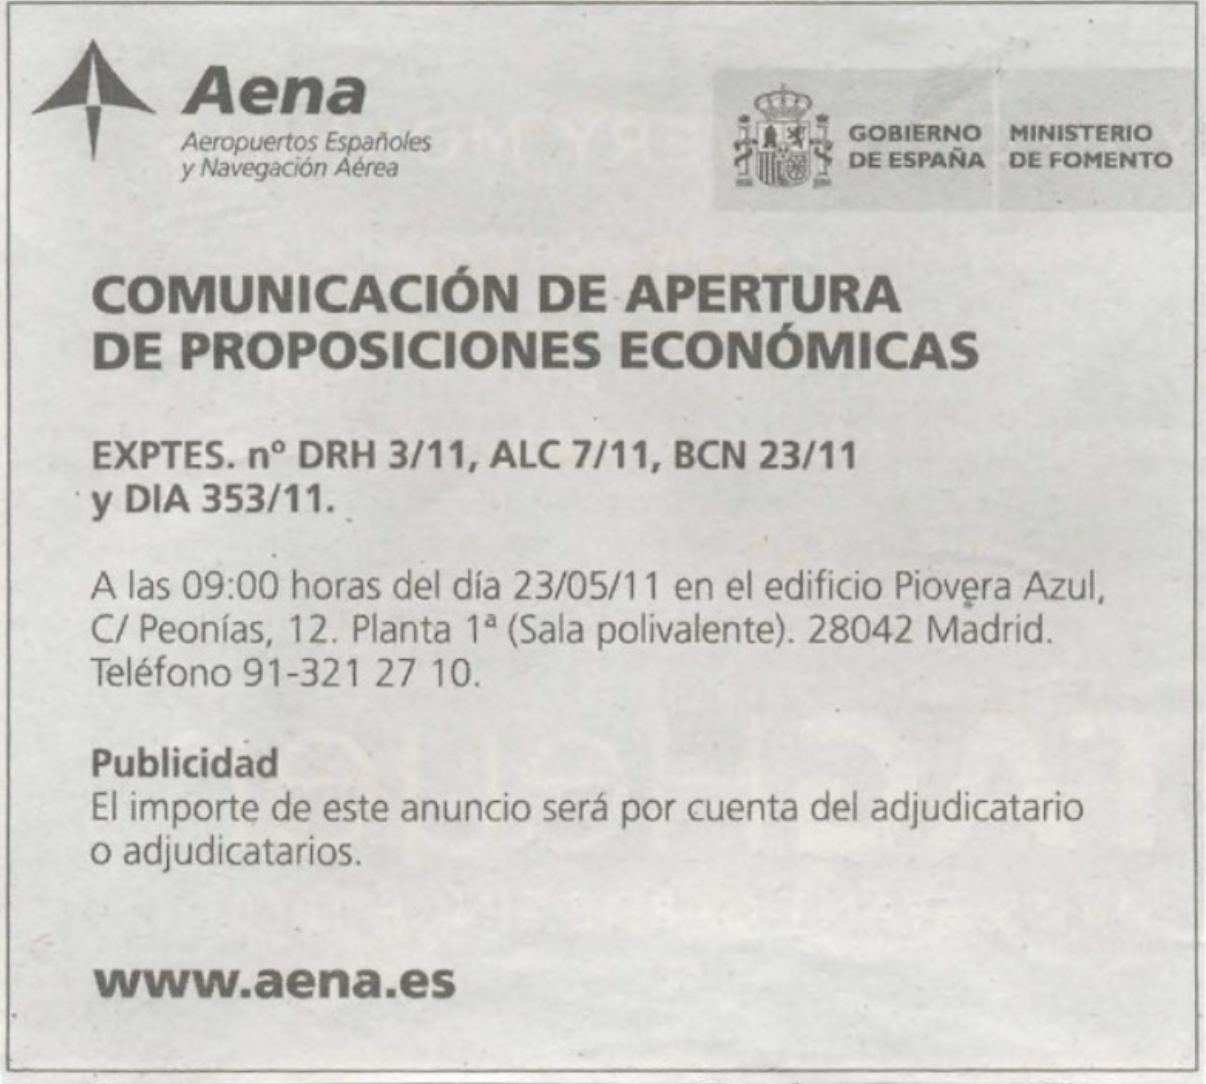 Aena
Aeropuertos Españoles
y Navegación Aérea
GOBIERNO
DE ESPAÑA
MINISTERIO
DE FOMENTO
COMUNICACIÓN DE APERTURA
DE PROPOSICIONES ECONÓMICAS
EXPTES. nº DRH 3/11, ALC 7/11, BCN 23/11
y DIA 353/11.
A las 09:00 horas del día 23/05/11 en el edificio Piovera Azul,
C/ Peonías, 12. Planta 1ª (Sala polivalente). 28042 Madrid.
Teléfono 91-321 27 10.
Publicidad
El importe de este anuncio será por cuenta del adjudicatario
o adjudicatarios.
www.aena.es